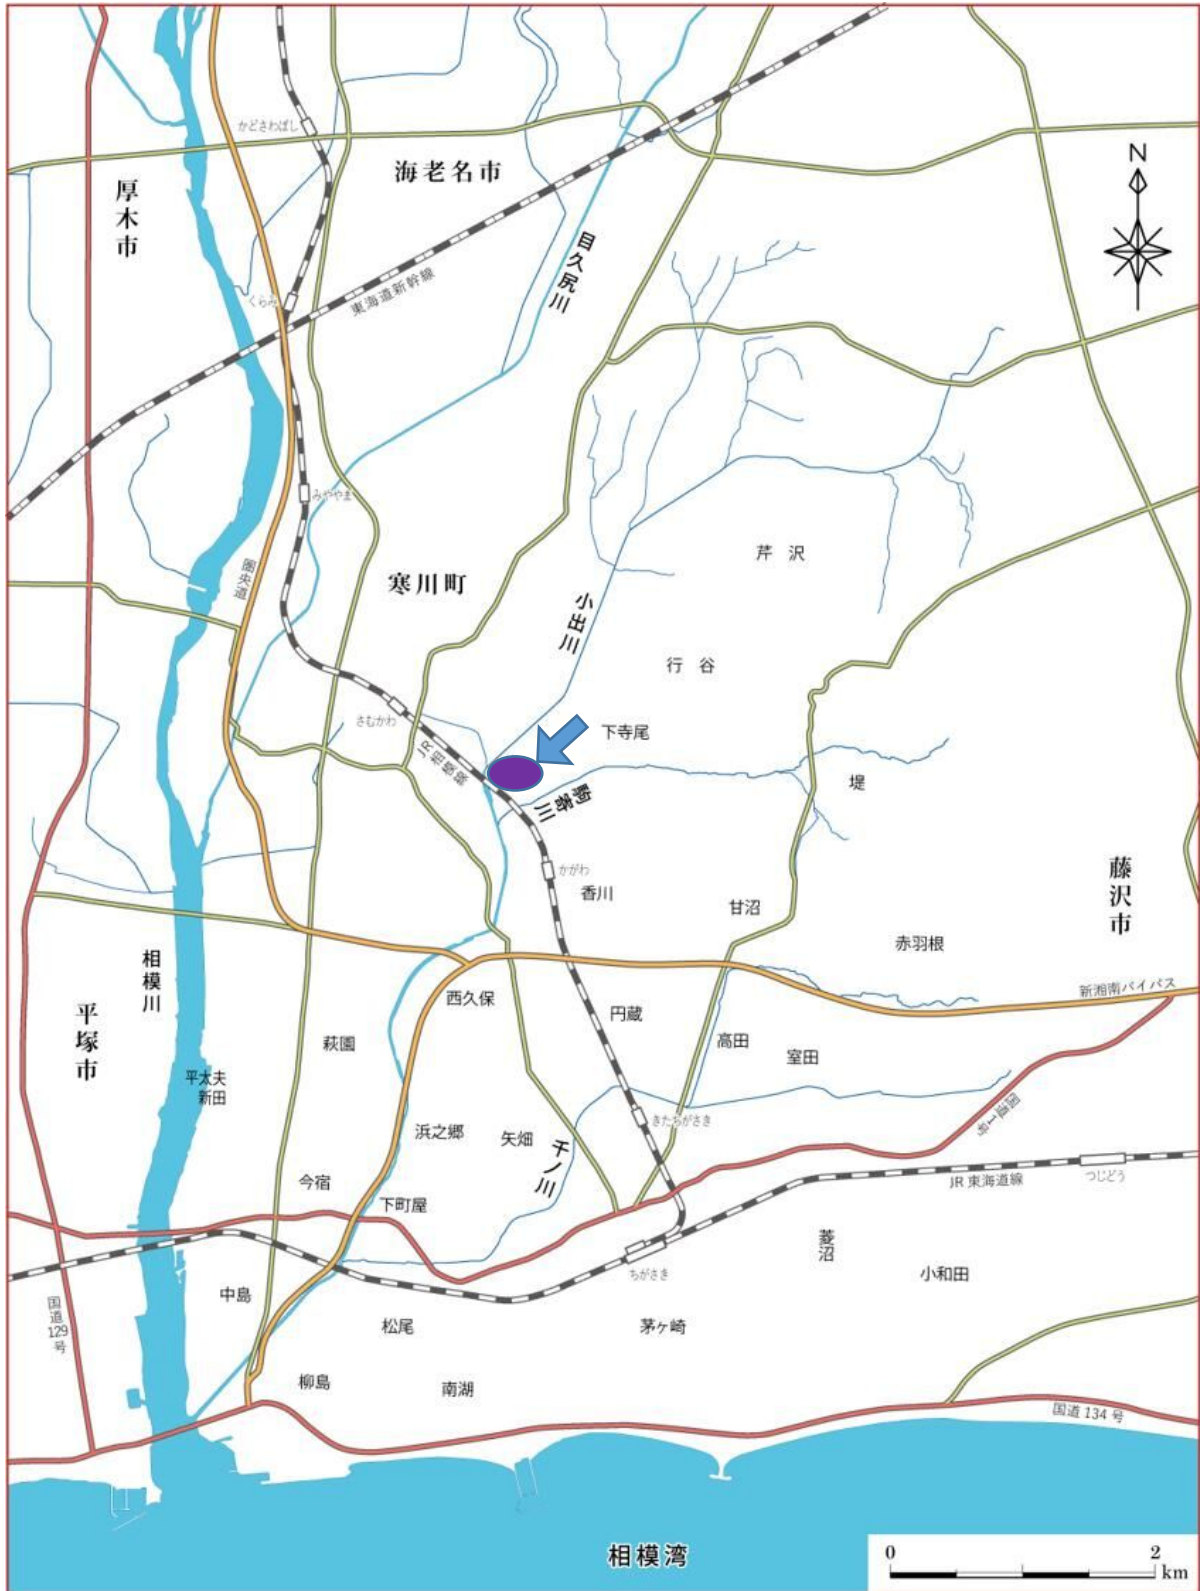 N
かどさわばし
海老名市
厚木市
目久尻川
東海道新幹線
くらみ
みややま
芹沢
圏央道
寒川町
小出川
行谷
さむかわ
下寺尾
JR相模線
堤
駒寄川
かがわ
香川
藤沢市
甘沼
赤羽根
相模川
新湘南バイパス
西久保
平塚市
円蔵
高田
萩園
室田
平太夫
新田
きたちがさき
国道1号
浜之郷
矢畑
千ノ川
今宿
JR東海道線
つじどう
下町屋
菱沼
ちがさき
小和田
中島
国道
129
号
松尾
茅ヶ崎
柳島
南湖
国道134号
相模湾
0
2
km